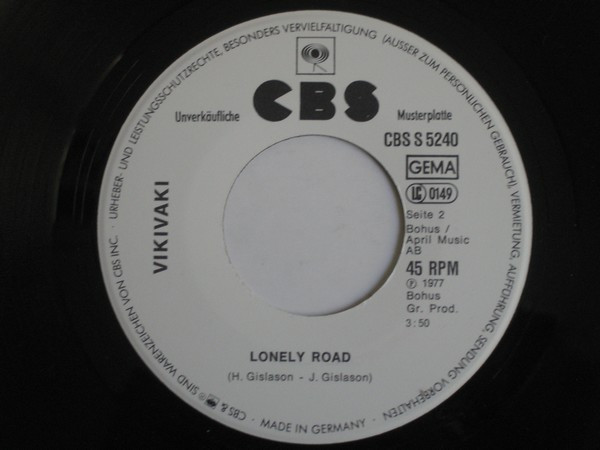 URHEBER- UND LEISTUNGSSCHUTZRECHTE, BESONDERS VERVIELFÄLTIGUNG (AUSSER ZUM PERSÖNLICHEN GEBRAUCH), VERMIETUNG, AUFFÜHRUNG, SENDUNG VORBEHALTEN
CBS
Unverkäufliche Musterplatte
CBS S 5240
GEMA
LC 0149
Seite 2
Bohus /
April Music
AB
45 RPM
℗ 1977
Bohus
Gr. Prod.
3:50
VIKIVAKI
LONELY ROAD
(H. Gislason - J. Gislason)
· MADE IN GERMANY ·
CBS & ® SIND WARENZEICHEN VON CBS INC. ·